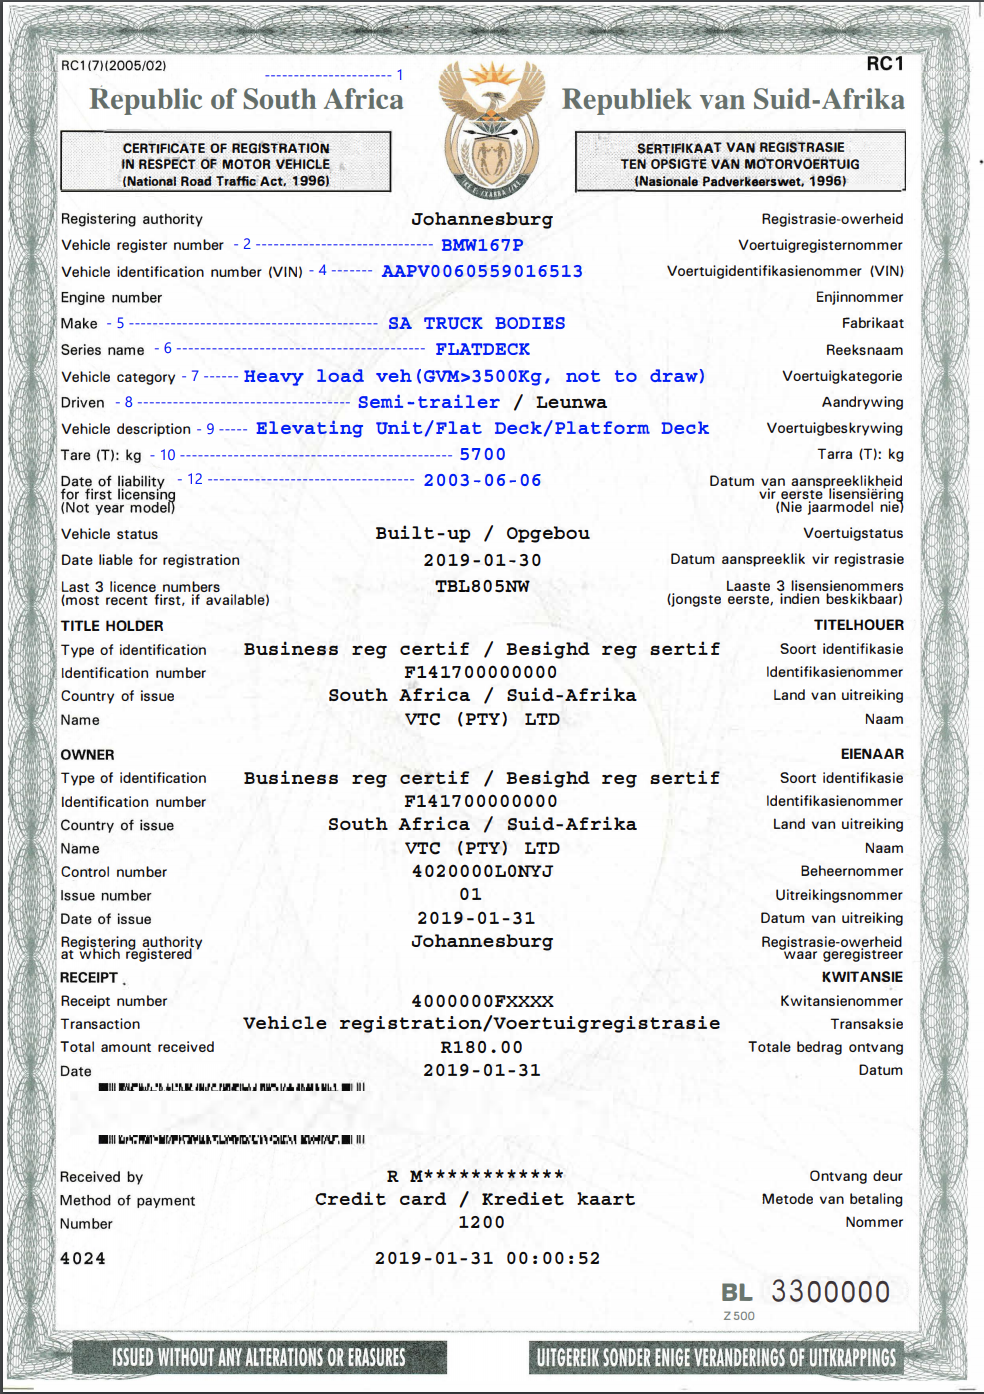 RC1(7)(2005/02)
RC1
-------------------- 1
Republic of South Africa
Republiek van Suid-Afrika
CERTIFICATE OF REGISTRATION
IN RESPECT OF MOTOR VEHICLE
(National Road Traffic Act, 1996)
SERTIFIKAAT VAN REGISTRASIE
TEN OPSIGTE VAN MOTORVOERTUIG
(Nasionale Padverkeerswet, 1996)
Registering authority Johannesburg Registrasie-owerheid
Vehicle register number - 2 ---------------------------- BMW167P Voertuigregisternommer
Vehicle identification number (VIN) - 4 ------- AAPV0060559016513 Voertuigidentifikasienommer (VIN)
Engine number Enjinnommer
Make - 5 --------------------------------------- SA TRUCK BODIES Fabrikaat
Series name - 6 --------------------------------------- FLATDECK Reeksnaam
Vehicle category - 7 ------ Heavy load veh(GVM>3500Kg, not to draw) Voertuigkategorie
Driven - 8 ---------------------------------- Semi-trailer / Leunwa Aandrywing
Vehicle description - 9 ----- Elevating Unit/Flat Deck/Platform Deck Voertuigbeskrywing
Tare (T): kg - 10 ------------------------------------------- 5700 Tarra (T): kg
Date of liability - 12 --------------------------------- 2003-06-06 Datum van aanspreeklikheid
for first licensing vir eerste lisensiëring
(Not year model) (Nie jaarmodel nie)
Vehicle status Built-up / Opgebou Voertuigstatus
Date liable for registration 2019-01-30 Datum aanspreeklik vir registrasie
Last 3 licence numbers TBL805NW Laaste 3 lisensienommers
(most recent first, if available) (jongste eerste, indien beskikbaar)
TITLE HOLDER TITELHOUER
Type of identification Business reg certif / Besighd reg sertif Soort identifikasie
Identification number F141700000000 Identifikasienommer
Country of issue South Africa / Suid-Afrika Land van uitreiking
Name VTC (PTY) LTD Naam
OWNER EIENAAR
Type of identification Business reg certif / Besighd reg sertif Soort identifikasie
Identification number F141700000000 Identifikasienommer
Country of issue South Africa / Suid-Afrika Land van uitreiking
Name VTC (PTY) LTD Naam
Control number 4020000L0NYJ Beheernommer
Issue number 01 Uitreikingsnommer
Date of issue 2019-01-31 Datum van uitreiking
Registering authority Johannesburg Registrasie-owerheid
at which registered waar geregistreer
RECEIPT . KWITANSIE
Receipt number 4000000FXXXX Kwitansienommer
Transaction Vehicle registration/Voertuigregistrasie Transaksie
Total amount received R180.00 Totale bedrag ontvang
Date 2019-01-31 Datum
Received by R M************ Ontvang deur
Method of payment Credit card / Krediet kaart Metode van betaling
Number 1200 Nommer
4024 2019-01-31 00:00:52
BL 3300000
Z500
ISSUED WITHOUT ANY ALTERATIONS OR ERASURES
UITGEREIK SONDER ENIGE VERANDERINGS OF UITKRAPPINGS